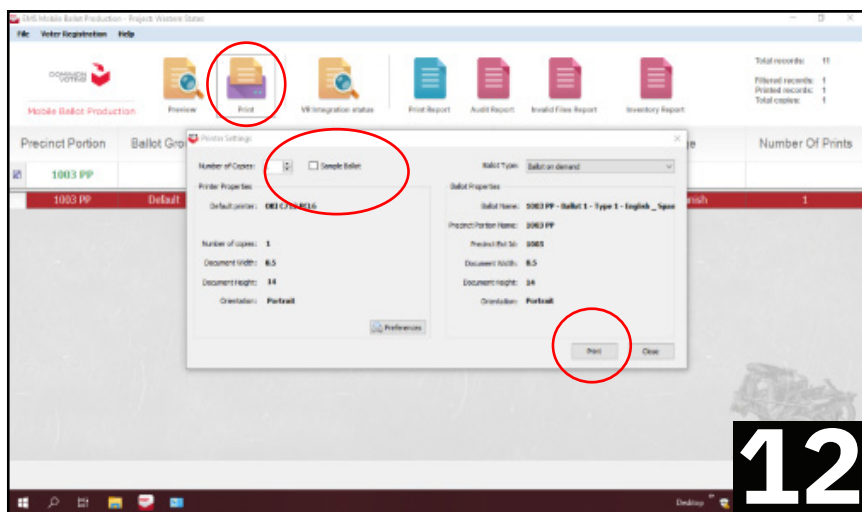 EMS Mobile Ballot Production - Project: Western States
File Voter Registration Help
DOMINION
VOTING
Mobile Ballot Production
Preview
Print
VR Integration status
Print Report
Audit Report
Invalid Files Report
Inventory Report
Total records: 11
Filtered records: 1
Printed records: 1
Total copies: 1
Precinct Portion
Ballot Gro
ge
Number Of Prints
1003 PP
1003 PP
Default
nish
1
Printer Settings
Number of Copies:
Sample Ballot
Ballot Type:
Ballot on demand
Printer Properties
Default printer: OKI C712 PCL6
Number of copies: 1
Document Width: 8.5
Document Height: 14
Orientation: Portrait
Preferences
Ballot Properties
Ballot Name: 1003 PP - Ballot 1 - Type 1 - English _ Span
Precinct Portion Name: 1003 PP
Precinct Ext Id: 1003
Document Width: 8.5
Document Height: 14
Orientation: Portrait
Print
Close
Desktop
12